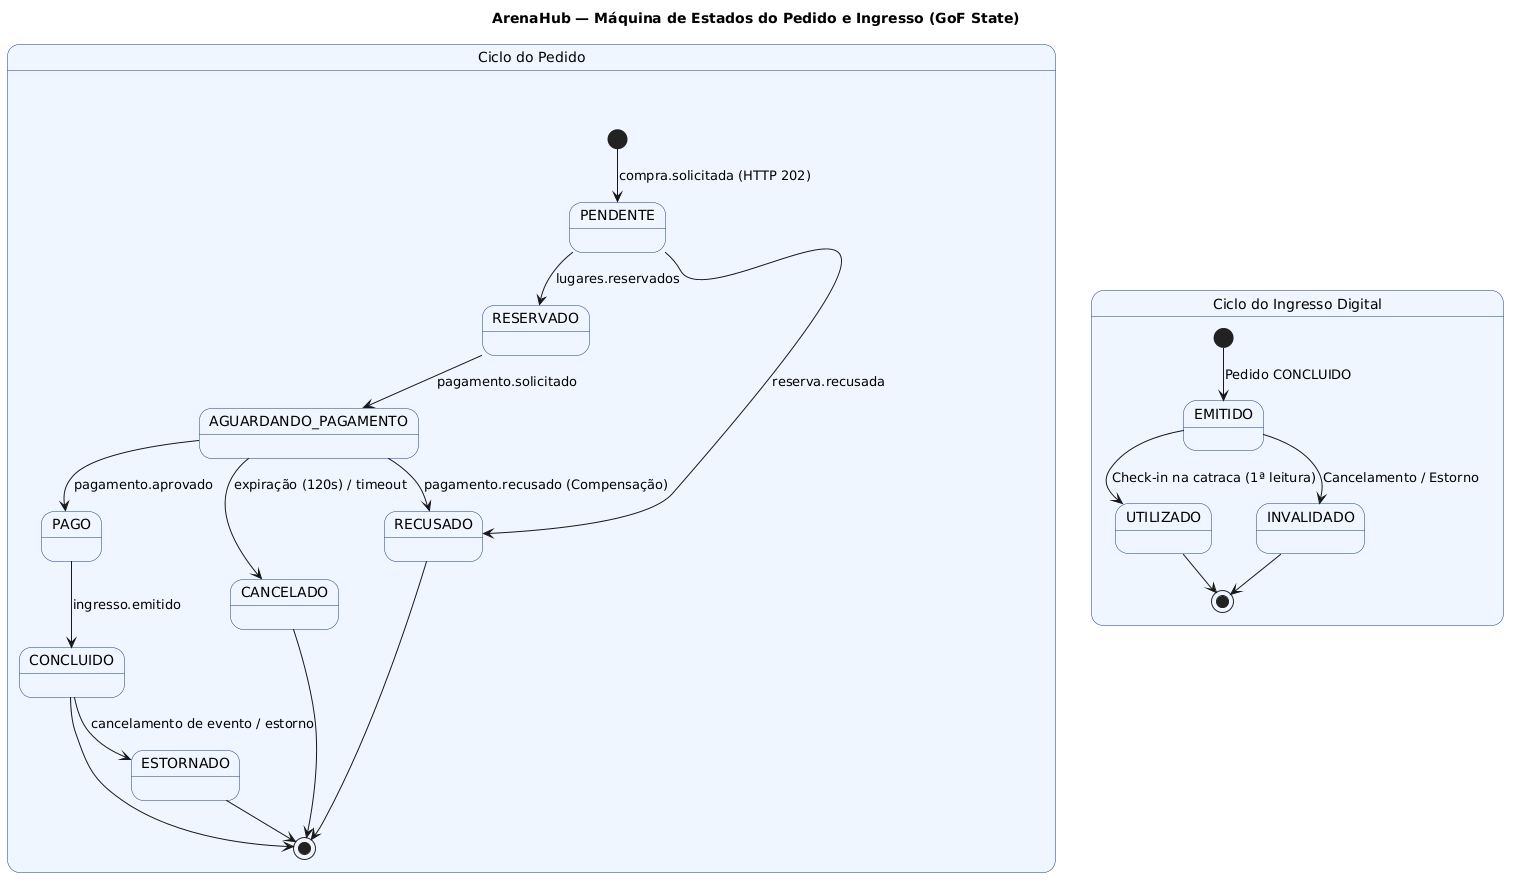 ArenaHub — Máquina de Estados do Pedido e Ingresso (GoF State)
Ciclo do Pedido
compra.solicitada (HTTP 202)
PENDENTE
lugares.reservados
RESERVADO
pagamento.solicitado
reserva.recusada
AGUARDANDO_PAGAMENTO
pagamento.aprovado
expiração (120s) / timeout
pagamento.recusado (Compensação)
PAGO
RECUSADO
CANCELADO
ingresso.emitido
CONCLUIDO
cancelamento de evento / estorno
ESTORNADO
Ciclo do Ingresso Digital
Pedido CONCLUIDO
EMITIDO
Check-in na catraca (1ª leitura)
Cancelamento / Estorno
UTILIZADO
INVALIDADO